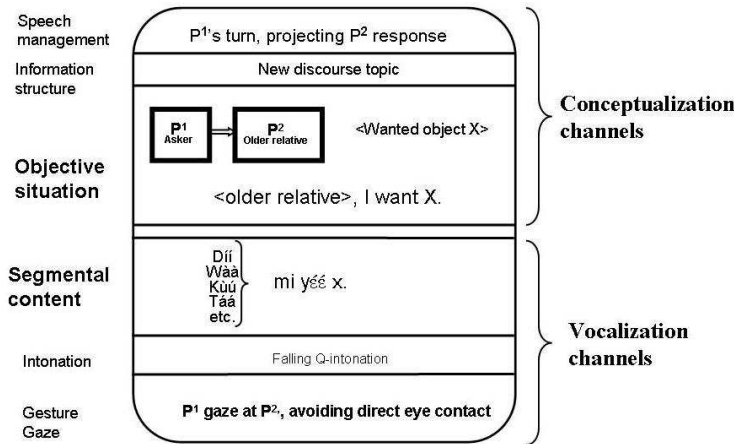 Speech
management
P¹'s turn, projecting P² response
Information
structure
New discourse topic
Objective
situation
P¹
Asker
P²
Older relative
<Wanted object X>
<older relative>, I want X.
Conceptualization
channels
Segmental
content
Díí
Wàà
Kùú
Táá
etc.
mi yɛ́ɛ́ x.
Intonation
Falling Q-intonation
Gesture
Gaze
P¹ gaze at P²,, avoiding direct eye contact
Vocalization
channels